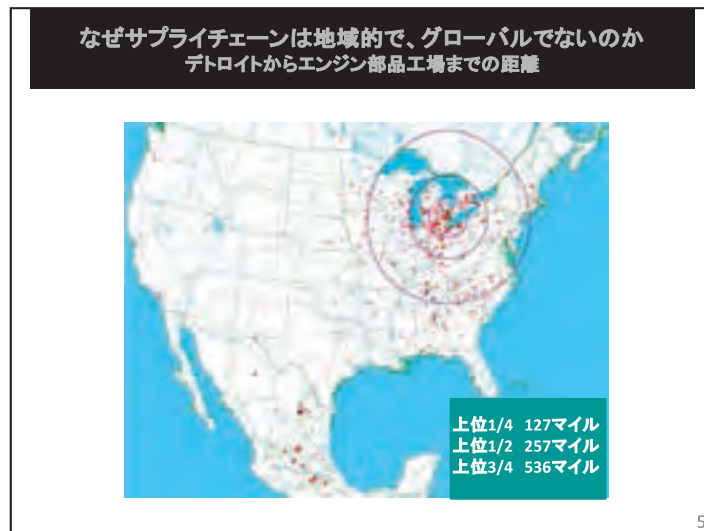 なぜサプライチェーンは地域的で、グローバルでないのか
デトロイトからエンジン部品工場までの距離
上位1/4 127マイル
上位1/2 257マイル
上位3/4 536マイル
5